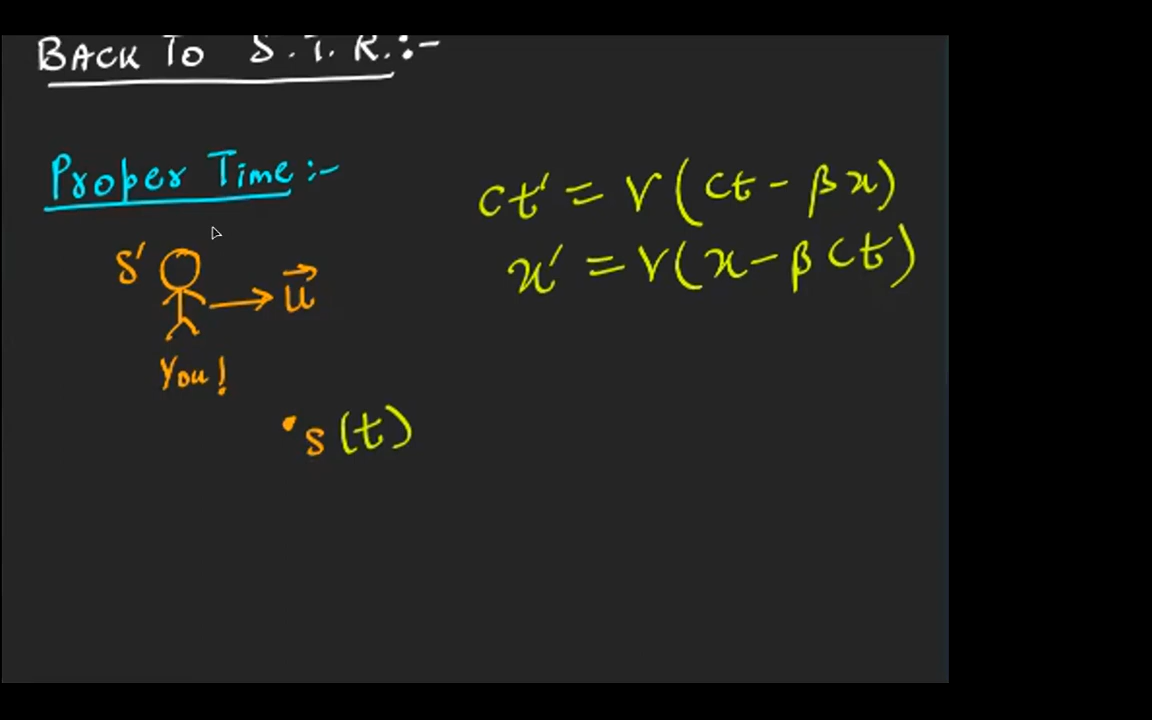 BACK TO S.T.R.:-
Proper Time:-
ct' = γ(ct - βx)
x' = γ(x - βct)
S'
→ u⃗
You!
s(t)